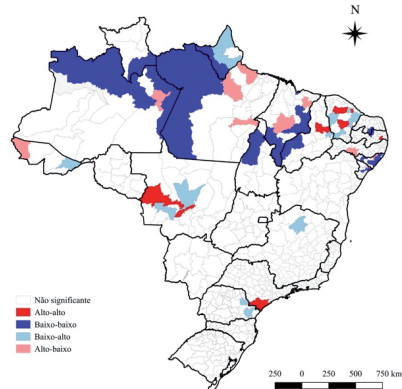 N
Não significante
Alto-alto
Baixo-baixo
Baixo-alto
Alto-baixo
250 0 250 500 750 km